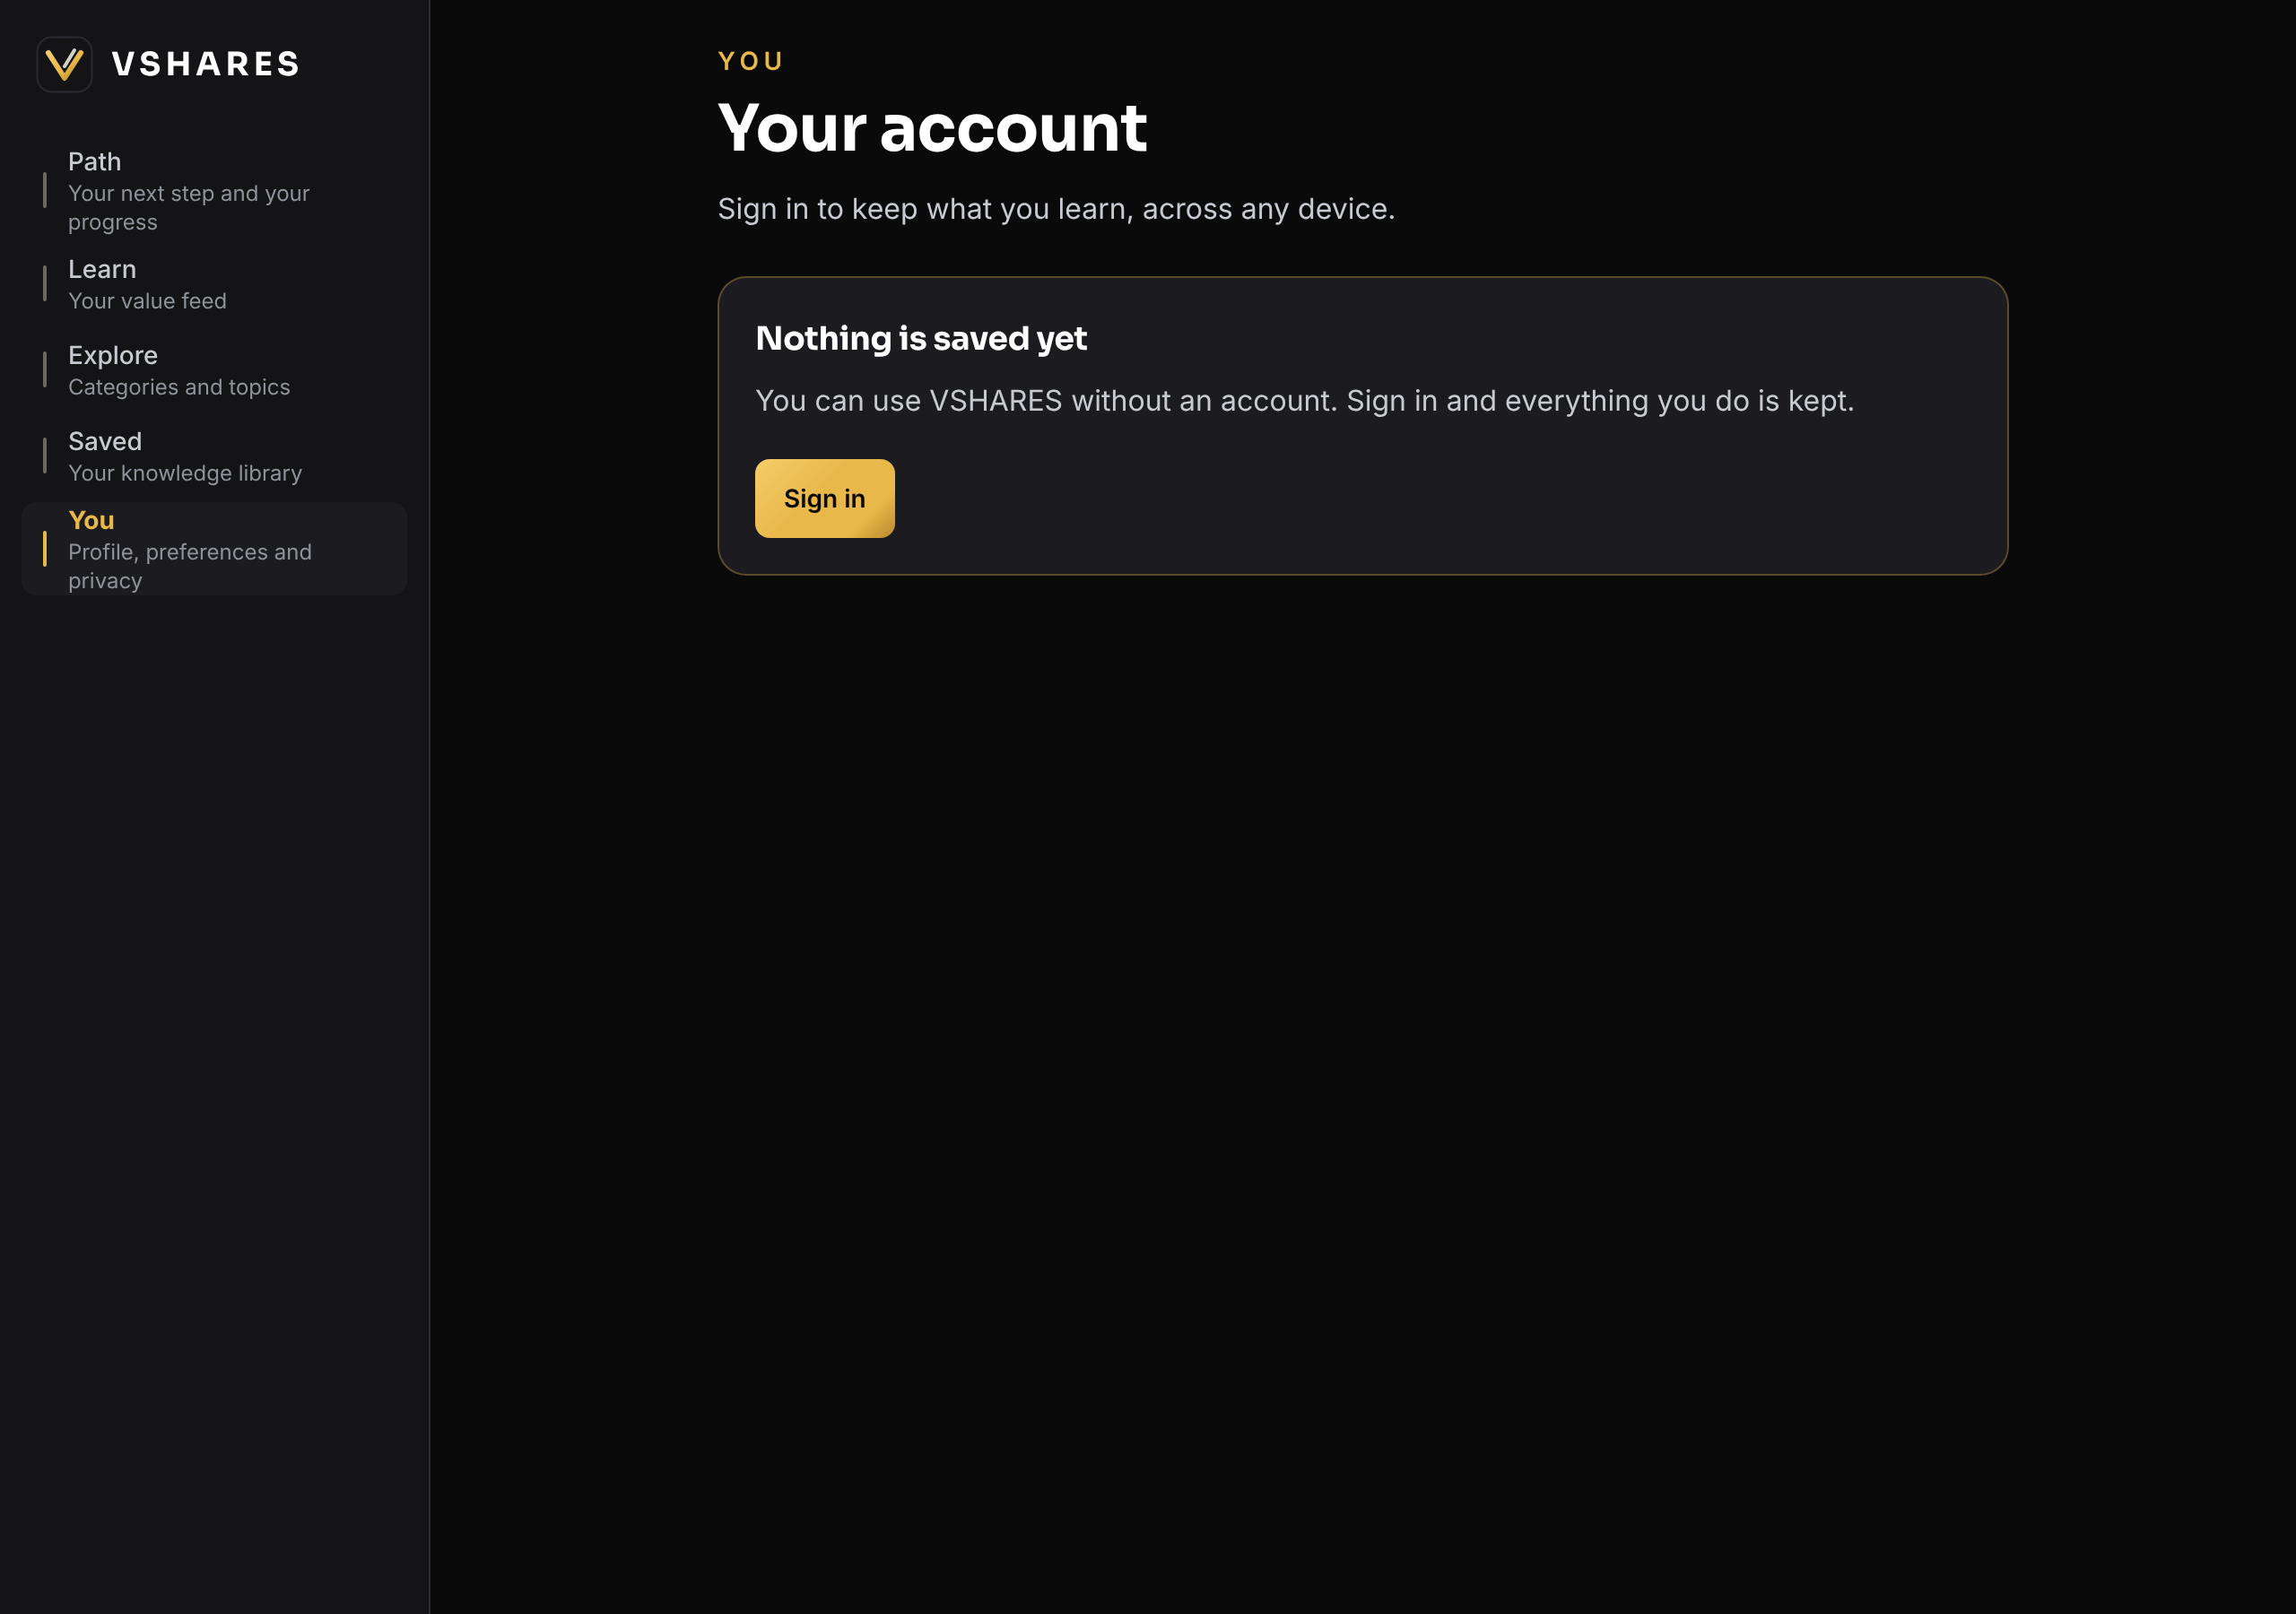 VSHARES
Path
Your next step and your
progress
Learn
Your value feed
Explore
Categories and topics
Saved
Your knowledge library
You
Profile, preferences and
privacy
YOU
Your account
Sign in to keep what you learn, across any device.
Nothing is saved yet
You can use VSHARES without an account. Sign in and everything you do is kept.
Sign in